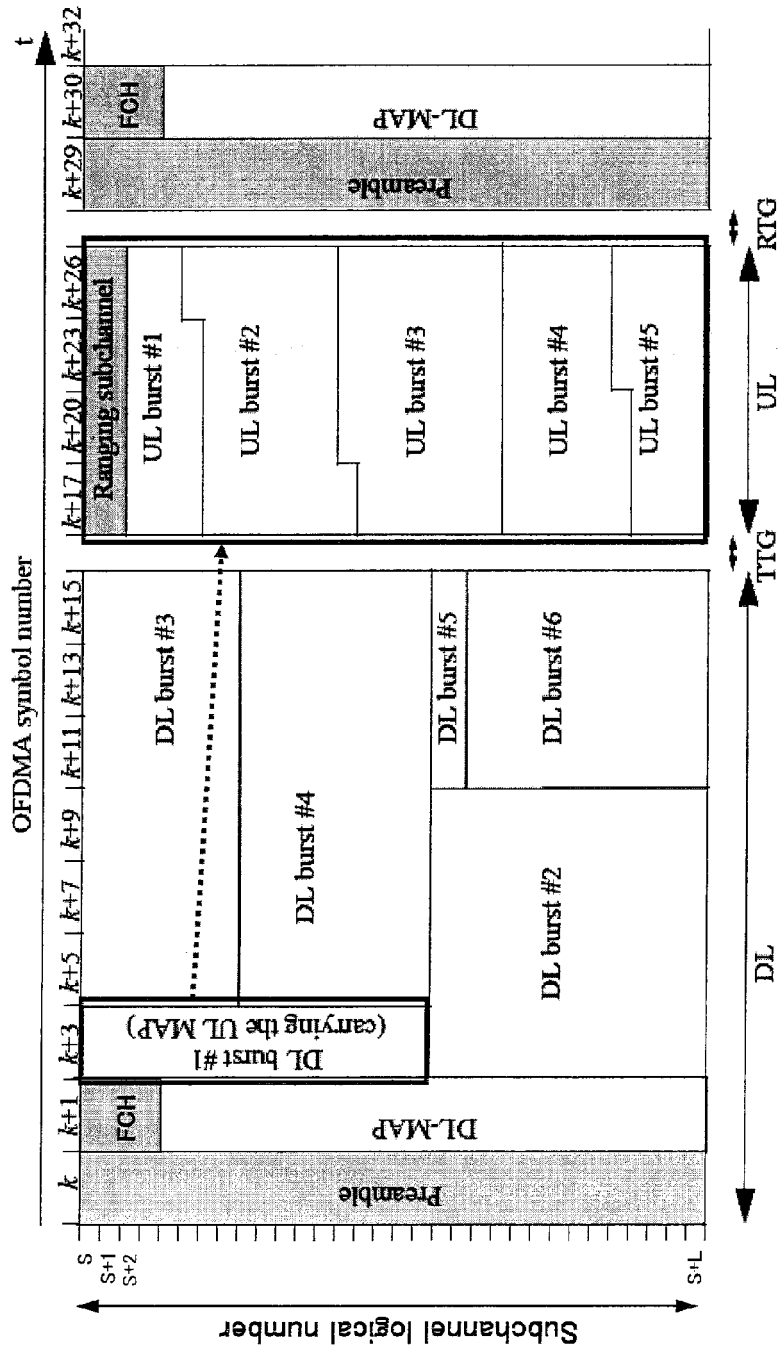 OFDMA symbol number
t
k
k+1
k+3
k+5
k+7
k+9
k+11
k+13
k+15
k+17
k+20
k+23
k+26
k+29
k+30
k+32
Subchannel logical number
S
S+1
S+2
S+L
Preamble
FCH
DL-MAP
DL burst #1
(carrying the UL MAP)
DL burst #3
DL burst #4
DL burst #2
DL burst #5
DL burst #6
Ranging subchannel
UL burst #1
UL burst #2
UL burst #3
UL burst #4
UL burst #5
Preamble
FCH
DL-MAP
DL
TTG
UL
RTG